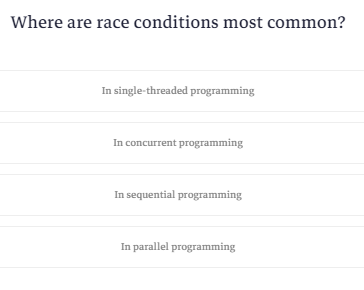 Where are race conditions most common?
In single-threaded programming
In concurrent programming
In sequential programming
In parallel programming